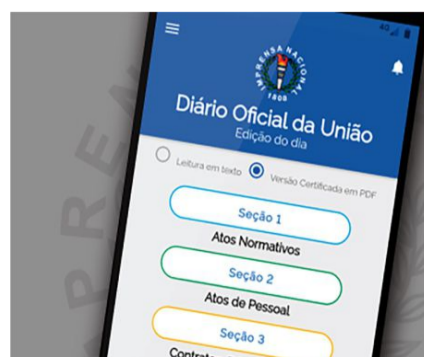 4G
IMPRENSA NACIONAL
1808
Diário Oficial da União
Edição do dia
Leitura em texto
Versão Certificada em PDF
Seção 1
Atos Normativos
Seção 2
Atos de Pessoal
Seção 3